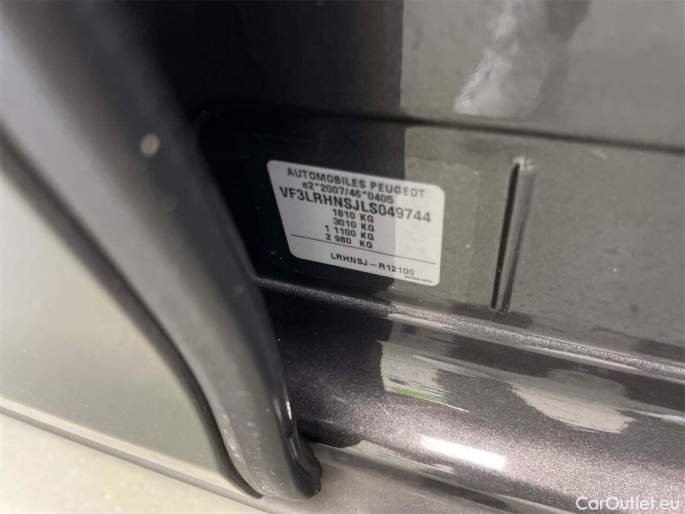 AUTOMOBILES PEUGEOT
e2*2007/46*0405
VF3LRHNSJLS049744
1810 KG
3010 KG
1 1100 KG
2 980 KG
LRHNSJ - R12100
CarOutlet.eu